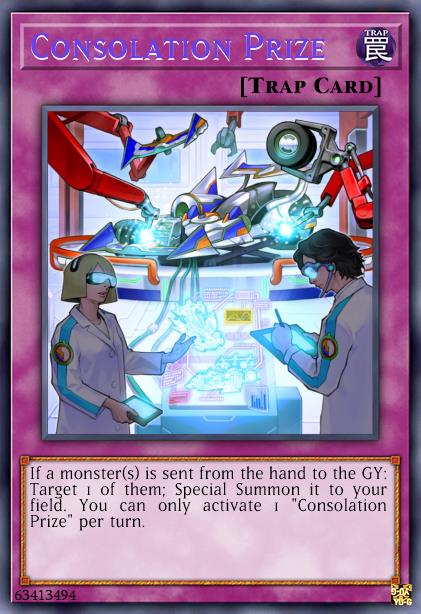 CONSOLATION PRIZE
TRAP
罠
[TRAP CARD]
If a monster(s) is sent from the hand to the GY:
Target 1 of them; Special Summon it to your
field. You can only activate 1 "Consolation
Prize" per turn.
63413494